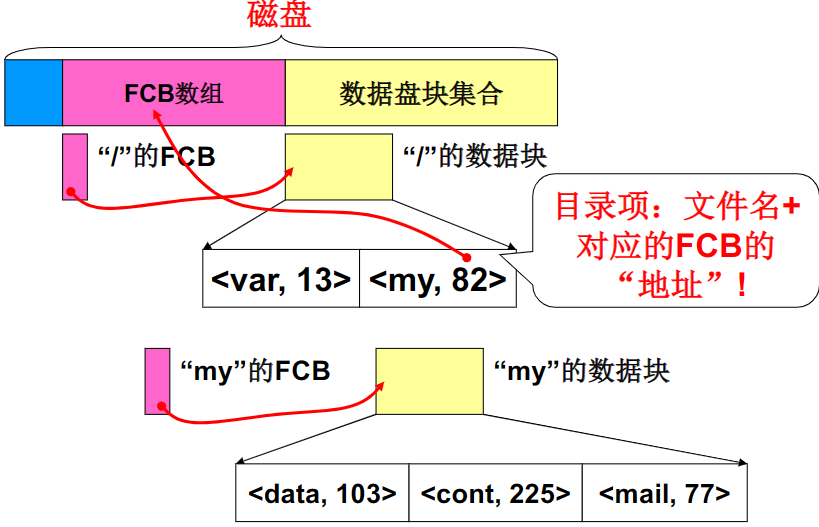 磁盘
FCB数组
数据盘块集合
“/”的FCB
“/”的数据块
目录项：文件名+
对应的FCB的
“地址”！
<var, 13>
<my, 82>
“my”的FCB
“my”的数据块
<data, 103>
<cont, 225>
<mail, 77>